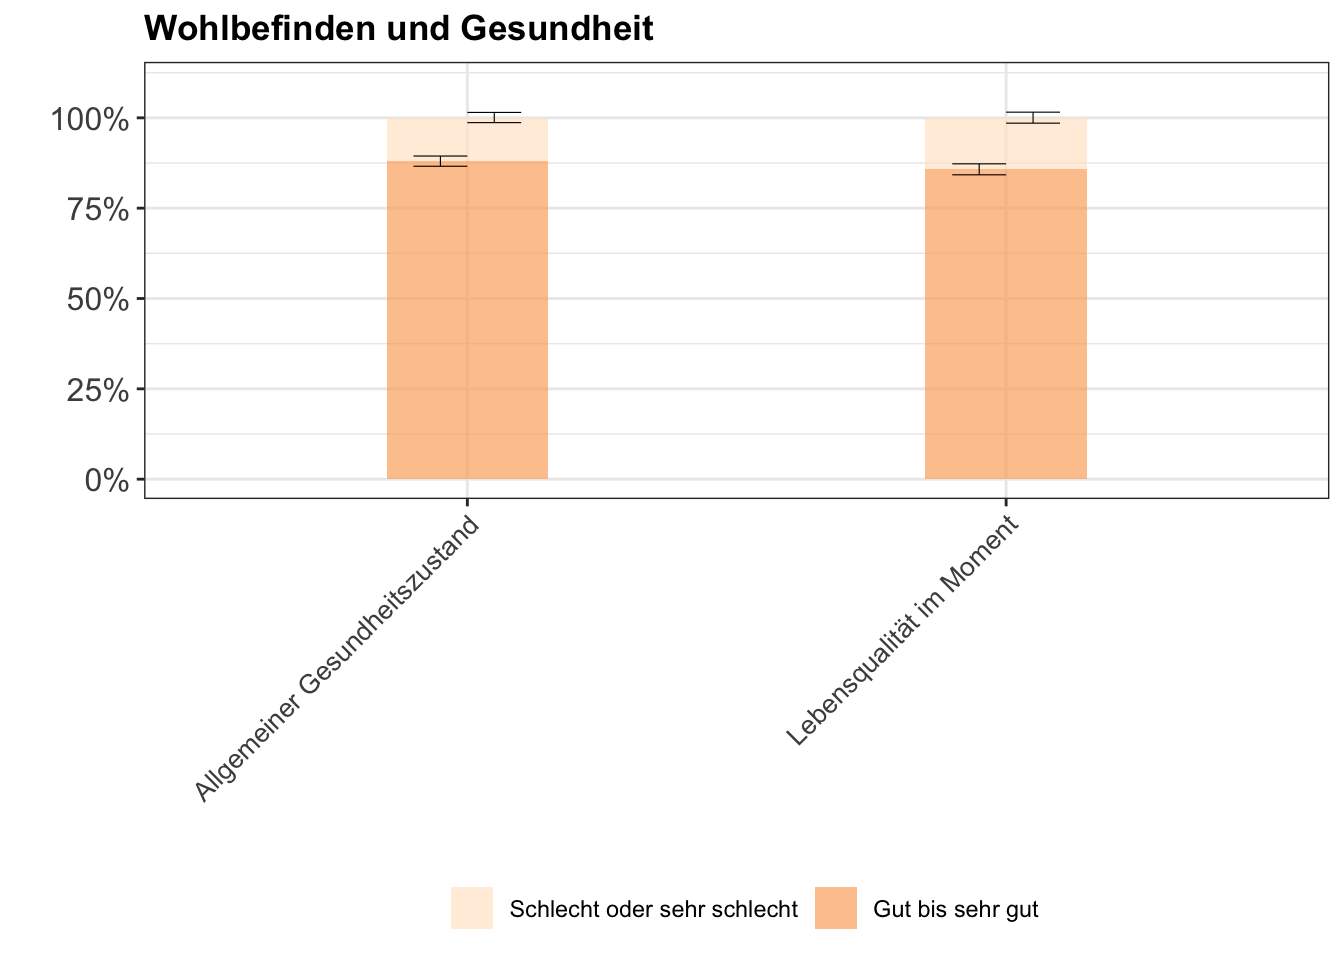 Wohlbefinden und Gesundheit
100%
75%
50%
25%
0%
Allgemeiner Gesundheitszustand
Lebensqualität im Moment
Schlecht oder sehr schlecht
Gut bis sehr gut